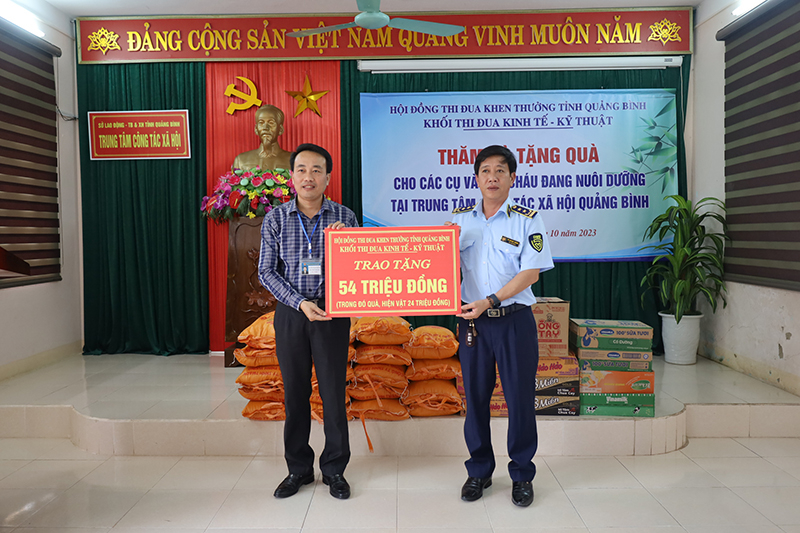 ĐẢNG CỘNG SẢN VIỆT NAM QUANG VINH MUÔN NĂM
SỞ LAO ĐỘNG - TB & XH TỈNH QUẢNG BÌNH
TRUNG TÂM CÔNG TÁC XÃ HỘI
HỘI ĐỒNG THI ĐUA KHEN THƯỞNG TỈNH QUẢNG BÌNH
KHỐI THI ĐUA KINH TẾ - KỸ THUẬT
THĂM TẶNG QUÀ
CHO CÁC CỤ VÀ CHÁU ĐANG NUÔI DƯỠNG
TẠI TRUNG TÂM TÁC XÃ HỘI QUẢNG BÌNH
10 NĂM 2023
HỘI ĐỒNG THI ĐUA KHEN THƯỞNG TỈNH QUẢNG BÌNH
KHỐI THI ĐUA KINH TẾ - KỸ THUẬT
TRAO TẶNG
54 TRIỆU ĐỒNG
(TRONG ĐÓ QUÀ, HIỆN VẬT 24 TRIỆU ĐỒNG)
Hảo Hảo
3 Miền